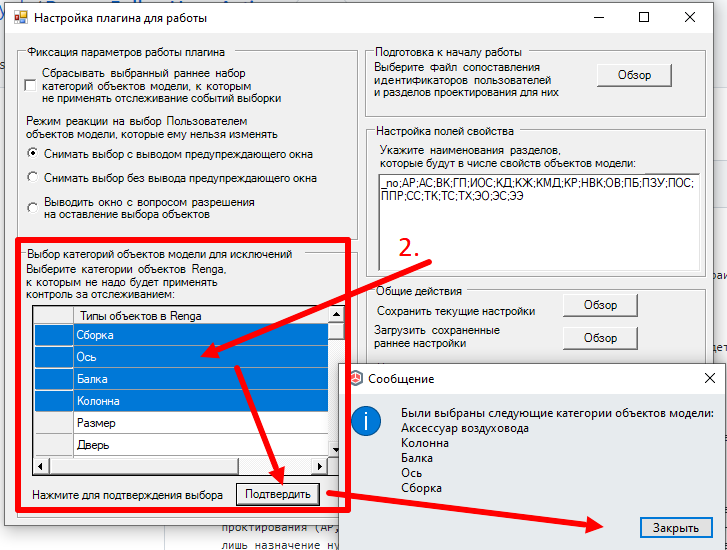 Настройка плагина для работы
Фиксация параметров работы плагина
Сбрасывать выбранный раннее набор
категорий объектов модели, к которым
не применять отслеживание событий выборки
Режим реакции на выбор Пользователем
объектов модели, которые ему нельзя изменять
Снимать выбор с выводом предупреждающего окна
Снимать выбор без вывода предупреждающего окна
Выводить окно с вопросом разрешения
на оставление выбора объектов
Подготовка к началу работы
Выберите файл сопоставления
идентификаторов пользователей
и разделов проектирования для них
Обзор
Настройка полей свойства
Укажите наименования разделов,
которые будут в числе свойств объектов модели:
_no;АР;АС;ВК;ГП;ИОС;КД;КЖ;КМД;КР;НВК;ОВ;ПБ;ПЗУ;ПОС;
ППР;СС;ТК;ТС;ТХ;ЭО;ЭС;ЭЭ
2.
Выбор категорий объектов модели для исключений
Выберите категории объектов Renga,
к которым не надо будет применять
контроль за отслеживанием:
Типы объектов в Renga
Сборка
Ось
Балка
Колонна
Размер
Дверь
Нажмите для подтверждения выбора
Подтвердить
Общие действия
Сохранить текущие настройки
Обзор
Загрузить сохраненные
раннее настройки
Обзор
Сообщение
Были выбраны следующие категории объектов модели:
Аксессуар воздуховода
Колонна
Балка
Ось
Сборка
Закрыть
проктирования (АР,
лишь назначение ну